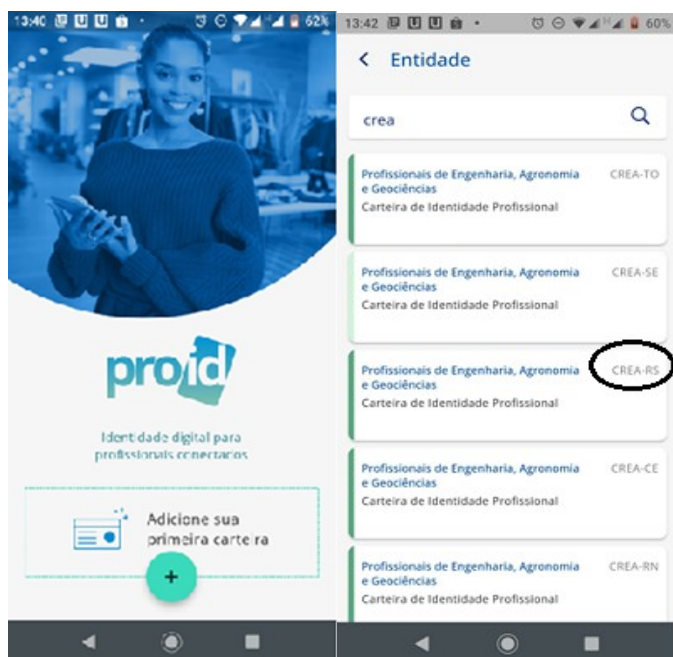 13:40
62%
proid
Identidade digital para
profissionais conectados
Adicione sua
primeira carteira
+
13:42
60%
Entidade
crea
Profissionais de Engenharia, Agronomia
e Geociências
CREA-TO
Carteira de Identidade Profissional
Profissionais de Engenharia, Agronomia
e Geociências
CREA-SE
Carteira de Identidade Profissional
Profissionais de Engenharia, Agronomia
e Geociências
CREA-RS
Carteira de Identidade Profissional
Profissionais de Engenharia, Agronomia
e Geociências
CREA-CE
Carteira de Identidade Profissional
Profissionais de Engenharia, Agronomia
e Geociências
CREA-RN
Carteira de Identidade Profissional